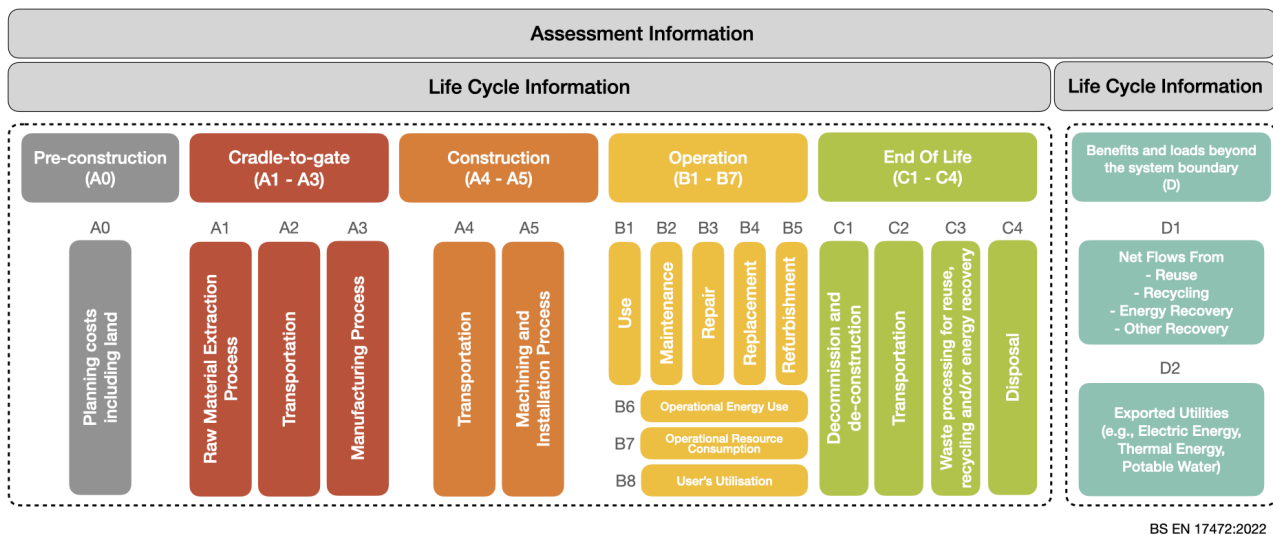 Assessment Information
Life Cycle Information
Life Cycle Information
Pre-construction
(A0)
Cradle-to-gate
(A1 - A3)
Construction
(A4 - A5)
Operation
(B1 - B7)
End Of Life
(C1 - C4)
Benefits and loads beyond
the system boundary
(D)
A0
Planning costs
including land
A1
Raw Material Extraction
Process
A2
Transportation
A3
Manufacturing Process
A4
Transportation
A5
Machining and
Installation Process
B1
Use
B2
Maintenance
B3
Repair
B4
Replacement
B5
Refurbishment
B6
Operational Energy Use
B7
Operational Resource
Consumption
B8
User's Utilisation
C1
Decommission and
de-construction
C2
Transportation
C3
Waste processing for reuse,
recycling and/or energy recovery
C4
Disposal
D1
Net Flows From
- Reuse
- Recycling
- Energy Recovery
- Other Recovery
D2
Exported Utilities
(e.g., Electric Energy,
Thermal Energy,
Potable Water)
BS EN 17472:2022